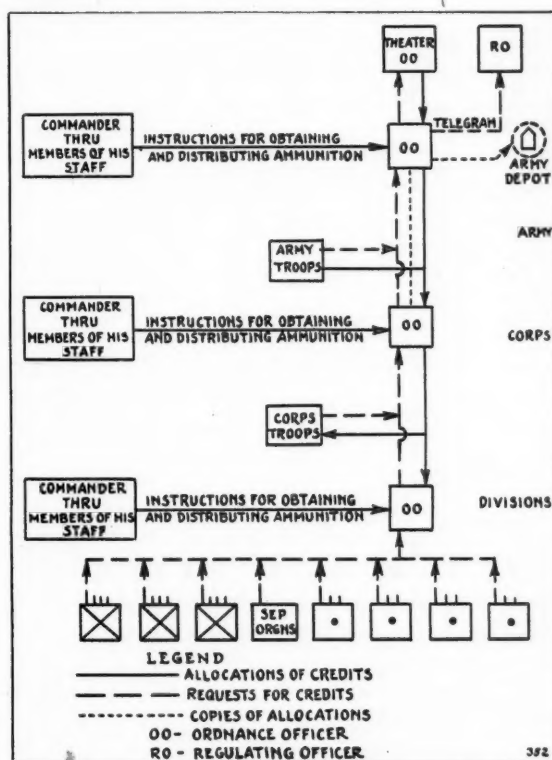 THEATER
OO
RO
TELEGRAM
COMMANDER
THRU
MEMBERS OF HIS
STAFF
INSTRUCTIONS FOR OBTAINING
AND DISTRIBUTING AMMUNITION
OO
ARMY
DEPOT
ARMY
ARMY
TROOPS
COMMANDER
THRU
MEMBERS OF HIS
STAFF
INSTRUCTIONS FOR OBTAINING
AND DISTRIBUTING AMMUNITION
OO
CORPS
CORPS
TROOPS
COMMANDER
THRU
MEMBERS OF HIS
STAFF
INSTRUCTIONS FOR OBTAINING
AND DISTRIBUTING AMMUNITION
OO
DIVISIONS
SEP
ORGNS
LEGEND
ALLOCATIONS OF CREDITS
REQUESTS FOR CREDITS
COPIES OF ALLOCATIONS
OO - ORDNANCE OFFICER
RO - REGULATING OFFICER
352